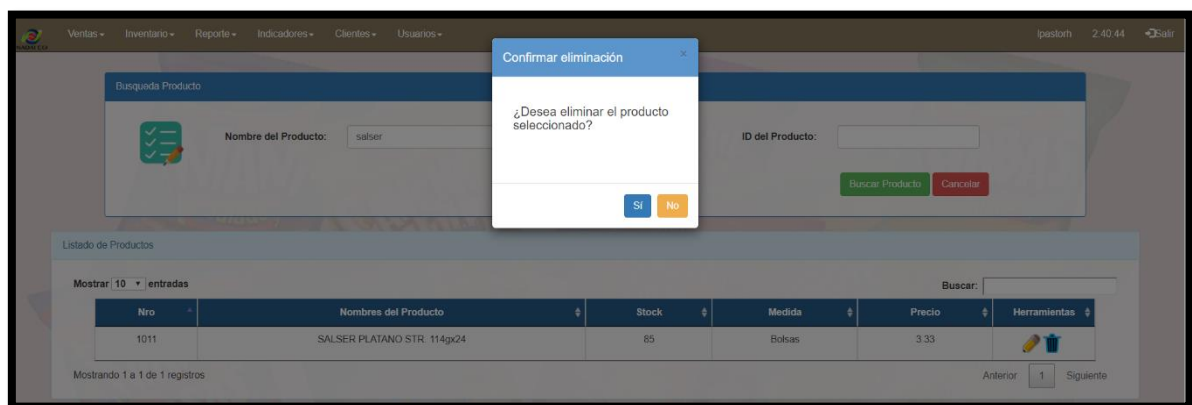 Ventas Inventario Reporte Indicadores Clientes Usuarios lpastorh 2:40:44 Salir
Confirmar eliminación ×
Busqueda Producto
¿Desea eliminar el producto
seleccionado?
Nombre del Producto: salser ID del Producto:
Buscar Producto Cancelar
Sí No
Listado de Productos
Mostrar 10 entradas Buscar:
Nro Nombres del Producto Stock Medida Precio Herramientas
1011 SALSER PLATANO STR. 114gx24 85 Bolsas 3.33
Mostrando 1 a 1 de 1 registros Anterior 1 Siguiente